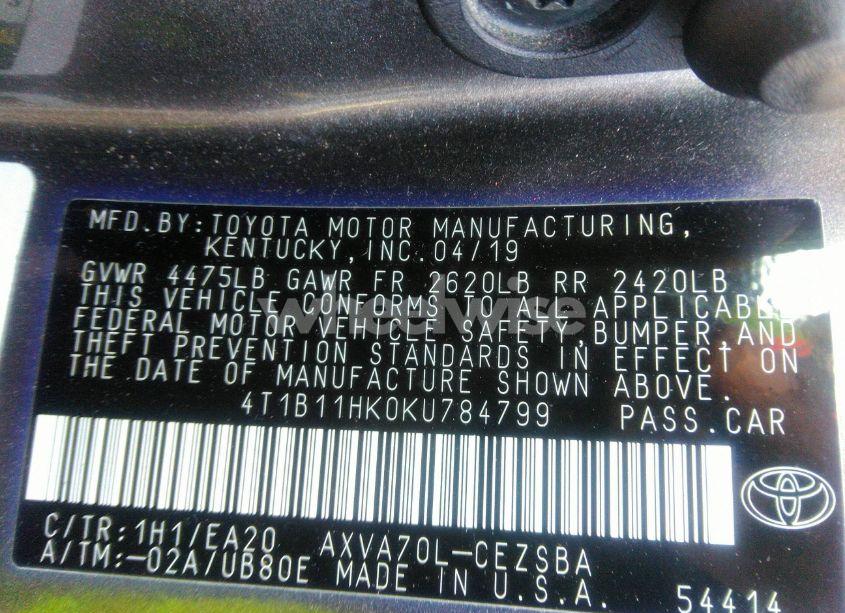 MFD.BY:TOYOTA MOTOR MANUFACTURING,
KENTUCKY,INC.04/19
GVWR 4475LB GAWR FR 2620LB RR 2420LB
THIS VEHICLE CONFORMS TO ALL APPLICABLE
FEDERAL MOTOR VEHICLE SAFETY,BUMPER,AND
THEFT PREVENTION STANDARDS IN EFFECT ON
THE DATE OF MANUFACTURE SHOWN ABOVE.
wheelwise
4T1B11HK0KU784799 PASS.CAR
C/TR:1H1/EA20 AXVA70L-CEZSBA
A/TM:-02A/UB80E MADE IN U.S.A.
54414